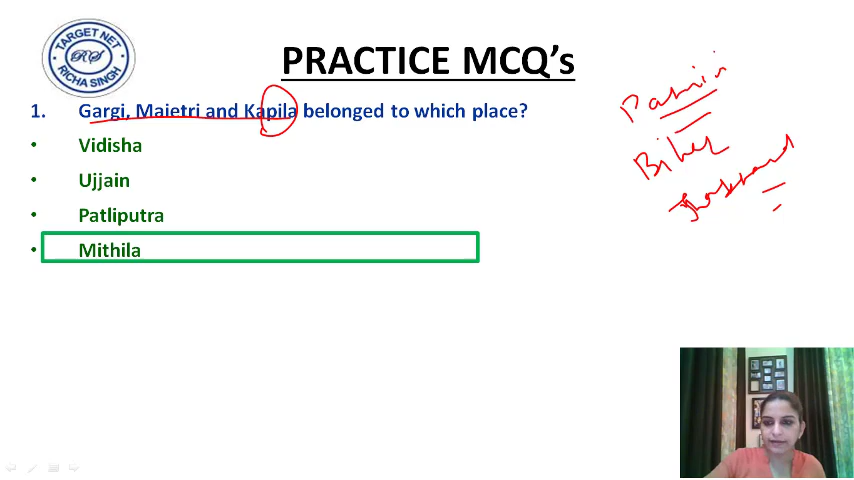 TARGET NET
RS
RICHA SINGH
PRACTICE MCQ's
1. Gargi, Maietri and Kapila belonged to which place?
• Vidisha
• Ujjain
• Patliputra
• Mithila
Jharkhand